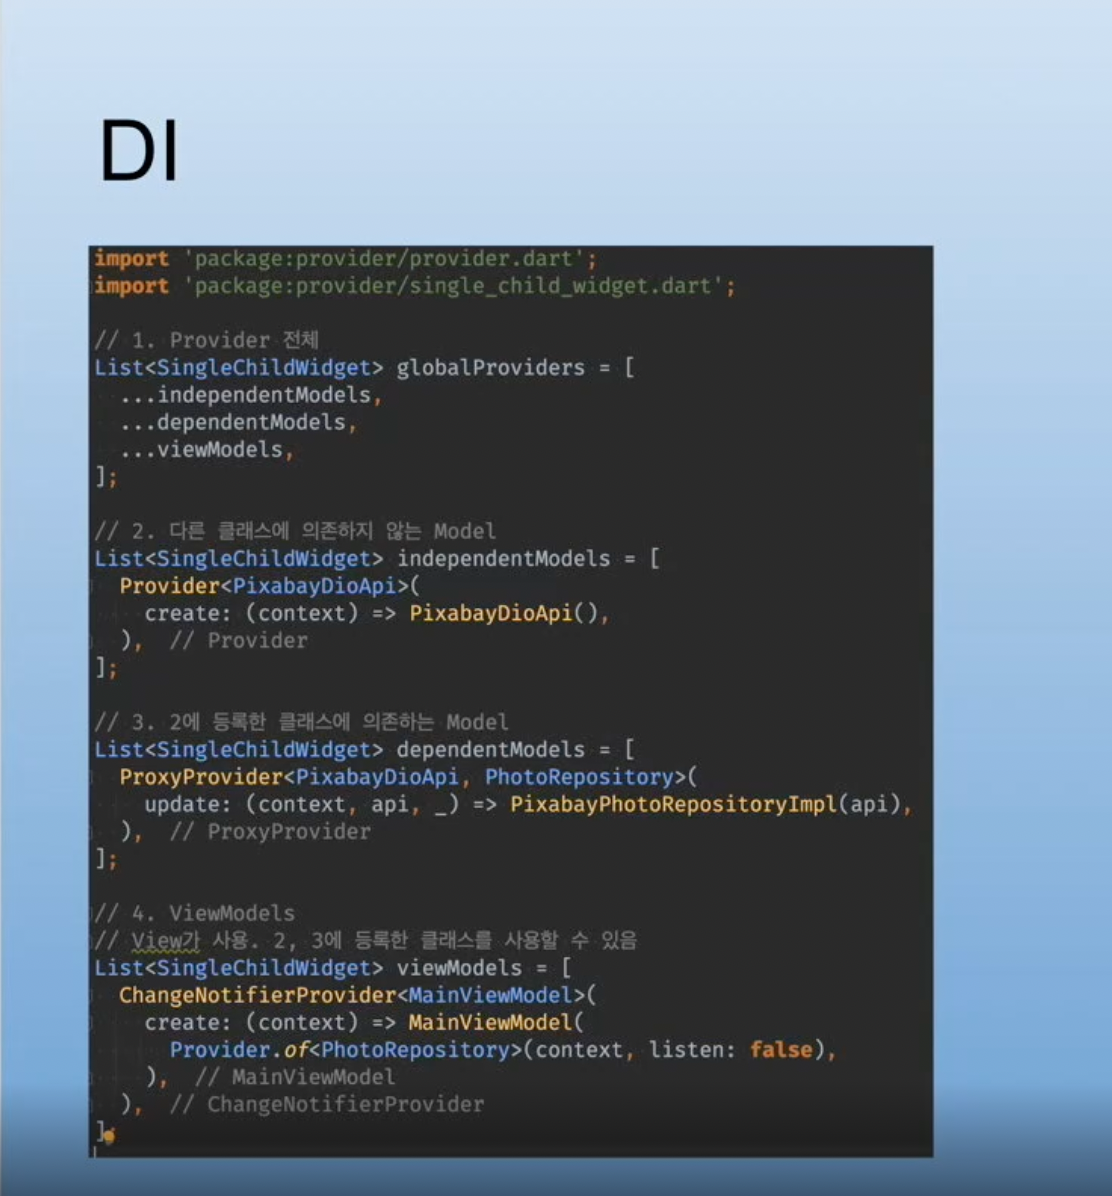 DI
import 'package:provider/provider.dart';
import 'package:provider/single_child_widget.dart';
// 1. Provider 전체
List<SingleChildWidget> globalProviders = [
  ...independentModels,
  ...dependentModels,
  ...viewModels,
];
// 2. 다른 클래스에 의존하지 않는 Model
List<SingleChildWidget> independentModels = [
  Provider<PixabayDioApi>(
    create: (context) => PixabayDioApi(),
  ),  // Provider
];
// 3. 2에 등록한 클래스에 의존하는 Model
List<SingleChildWidget> dependentModels = [
  ProxyProvider<PixabayDioApi, PhotoRepository>(
    update: (context, api, _) => PixabayPhotoRepositoryImpl(api),
  ),  // ProxyProvider
];
// 4. ViewModels
// View가 사용. 2, 3에 등록한 클래스를 사용할 수 있음
List<SingleChildWidget> viewModels = [
  ChangeNotifierProvider<MainViewModel>(
    create: (context) => MainViewModel(
      Provider.of<PhotoRepository>(context, listen: false),
    ),  // MainViewModel
  ),  // ChangeNotifierProvider
];